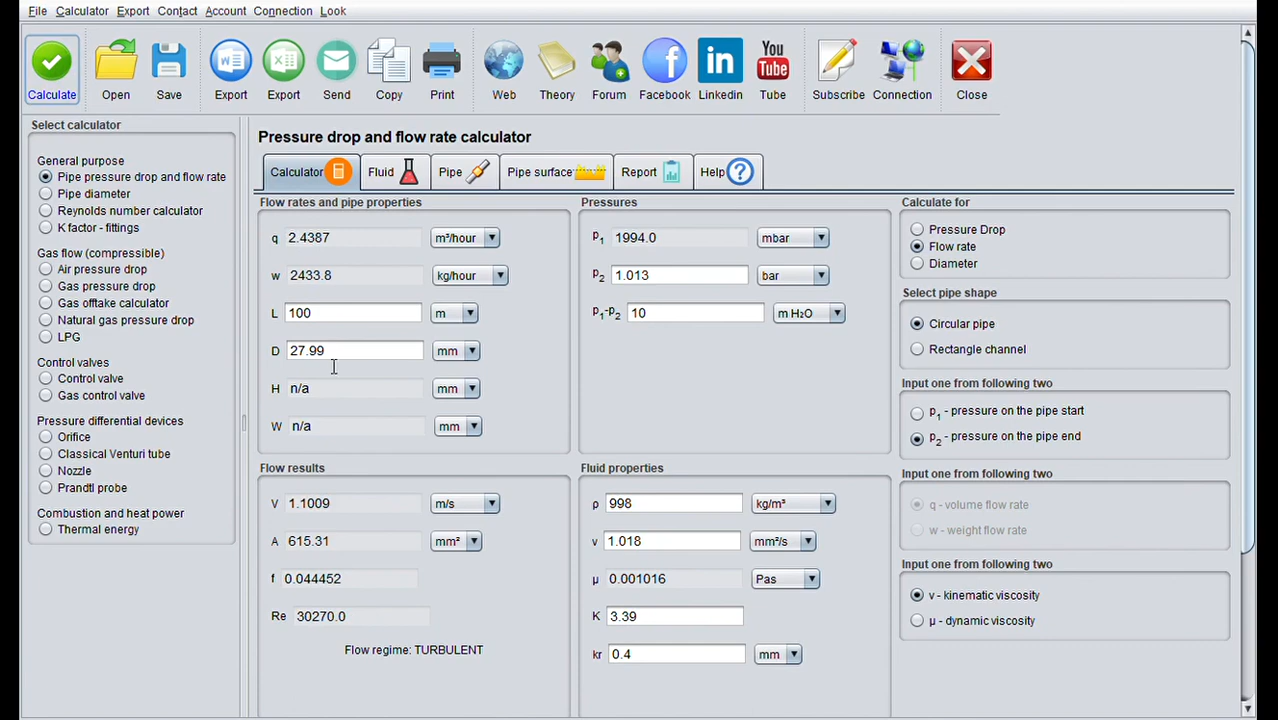 File Calculator Export Contact Account Connection Look
Calculate Open Save Export Export Send Copy Print Web Theory Forum Facebook Linkedin You Tube Tube Subscribe Connection Close
Select calculator
General purpose
Pipe pressure drop and flow rate
Pipe diameter
Reynolds number calculator
K factor - fittings
Gas flow (compressible)
Air pressure drop
Gas pressure drop
Gas offtake calculator
Natural gas pressure drop
LPG
Control valves
Control valve
Gas control valve
Pressure differential devices
Orifice
Classical Venturi tube
Nozzle
Prandtl probe
Combustion and heat power
Thermal energy
Pressure drop and flow rate calculator
Calculator Fluid Pipe Pipe surface Report Help ?
Flow rates and pipe properties
q 2.4387 m³/hour
w 2433.8 kg/hour
L 100 m
D 27.99 mm
H n/a mm
W n/a mm
Pressures
p1 1994.0 mbar
p2 1.013 bar
p1-p2 10 m H2O
Flow results
V 1.1009 m/s
A 615.31 mm²
f 0.044452
Re 30270.0
Flow regime: TURBULENT
Fluid properties
ρ 998 kg/m³
ν 1.018 mm²/s
μ 0.001016 Pas
K 3.39
kr 0.4 mm
Calculate for
Pressure Drop
Flow rate
Diameter
Select pipe shape
Circular pipe
Rectangle channel
Input one from following two
p1 - pressure on the pipe start
p2 - pressure on the pipe end
Input one from following two
q - volume flow rate
w - weight flow rate
Input one from following two
ν - kinematic viscosity
μ - dynamic viscosity